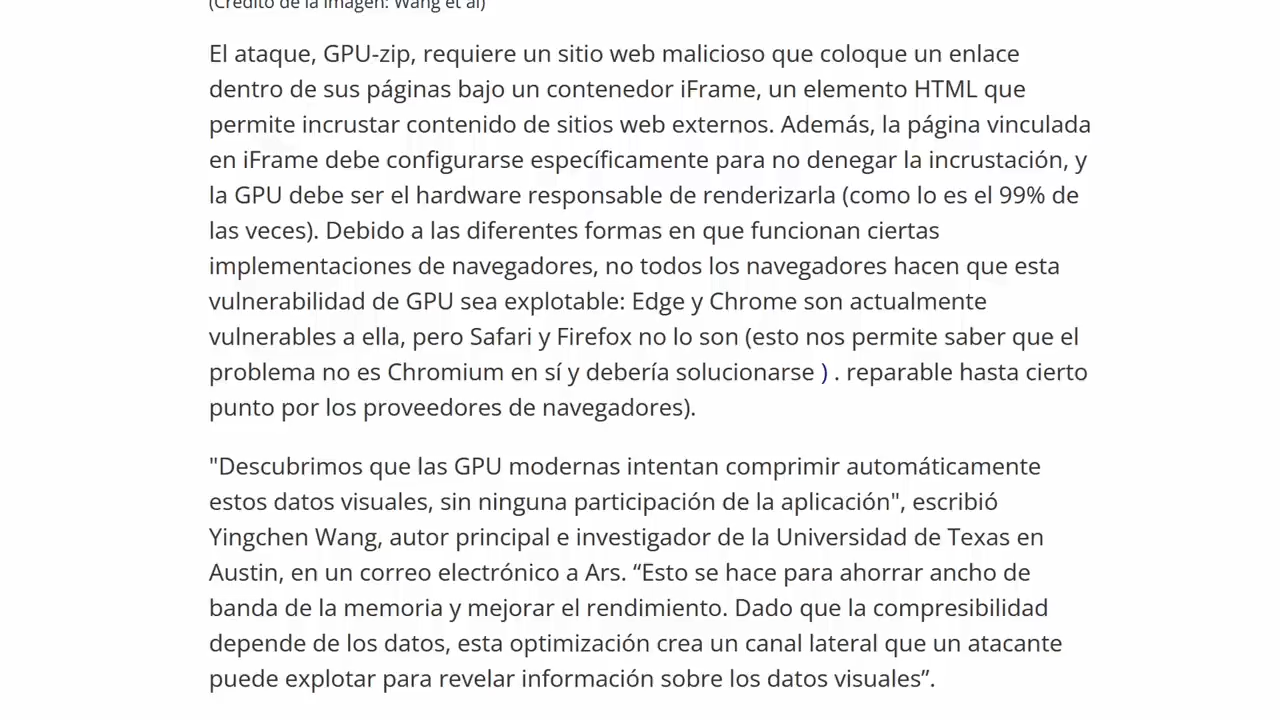 (Crédito de la imagen: Wang et al)
El ataque, GPU-zip, requiere un sitio web malicioso que coloque un enlace
dentro de sus páginas bajo un contenedor iFrame, un elemento HTML que
permite incrustar contenido de sitios web externos. Además, la página vinculada
en iFrame debe configurarse específicamente para no denegar la incrustación, y
la GPU debe ser el hardware responsable de renderizarla (como lo es el 99% de
las veces). Debido a las diferentes formas en que funcionan ciertas
implementaciones de navegadores, no todos los navegadores hacen que esta
vulnerabilidad de GPU sea explotable: Edge y Chrome son actualmente
vulnerables a ella, pero Safari y Firefox no lo son (esto nos permite saber que el
problema no es Chromium en sí y debería solucionarse ) . reparable hasta cierto
punto por los proveedores de navegadores).
"Descubrimos que las GPU modernas intentan comprimir automáticamente
estos datos visuales, sin ninguna participación de la aplicación", escribió
Yingchen Wang, autor principal e investigador de la Universidad de Texas en
Austin, en un correo electrónico a Ars. “Esto se hace para ahorrar ancho de
banda de la memoria y mejorar el rendimiento. Dado que la compresibilidad
depende de los datos, esta optimización crea un canal lateral que un atacante
puede explotar para revelar información sobre los datos visuales”.